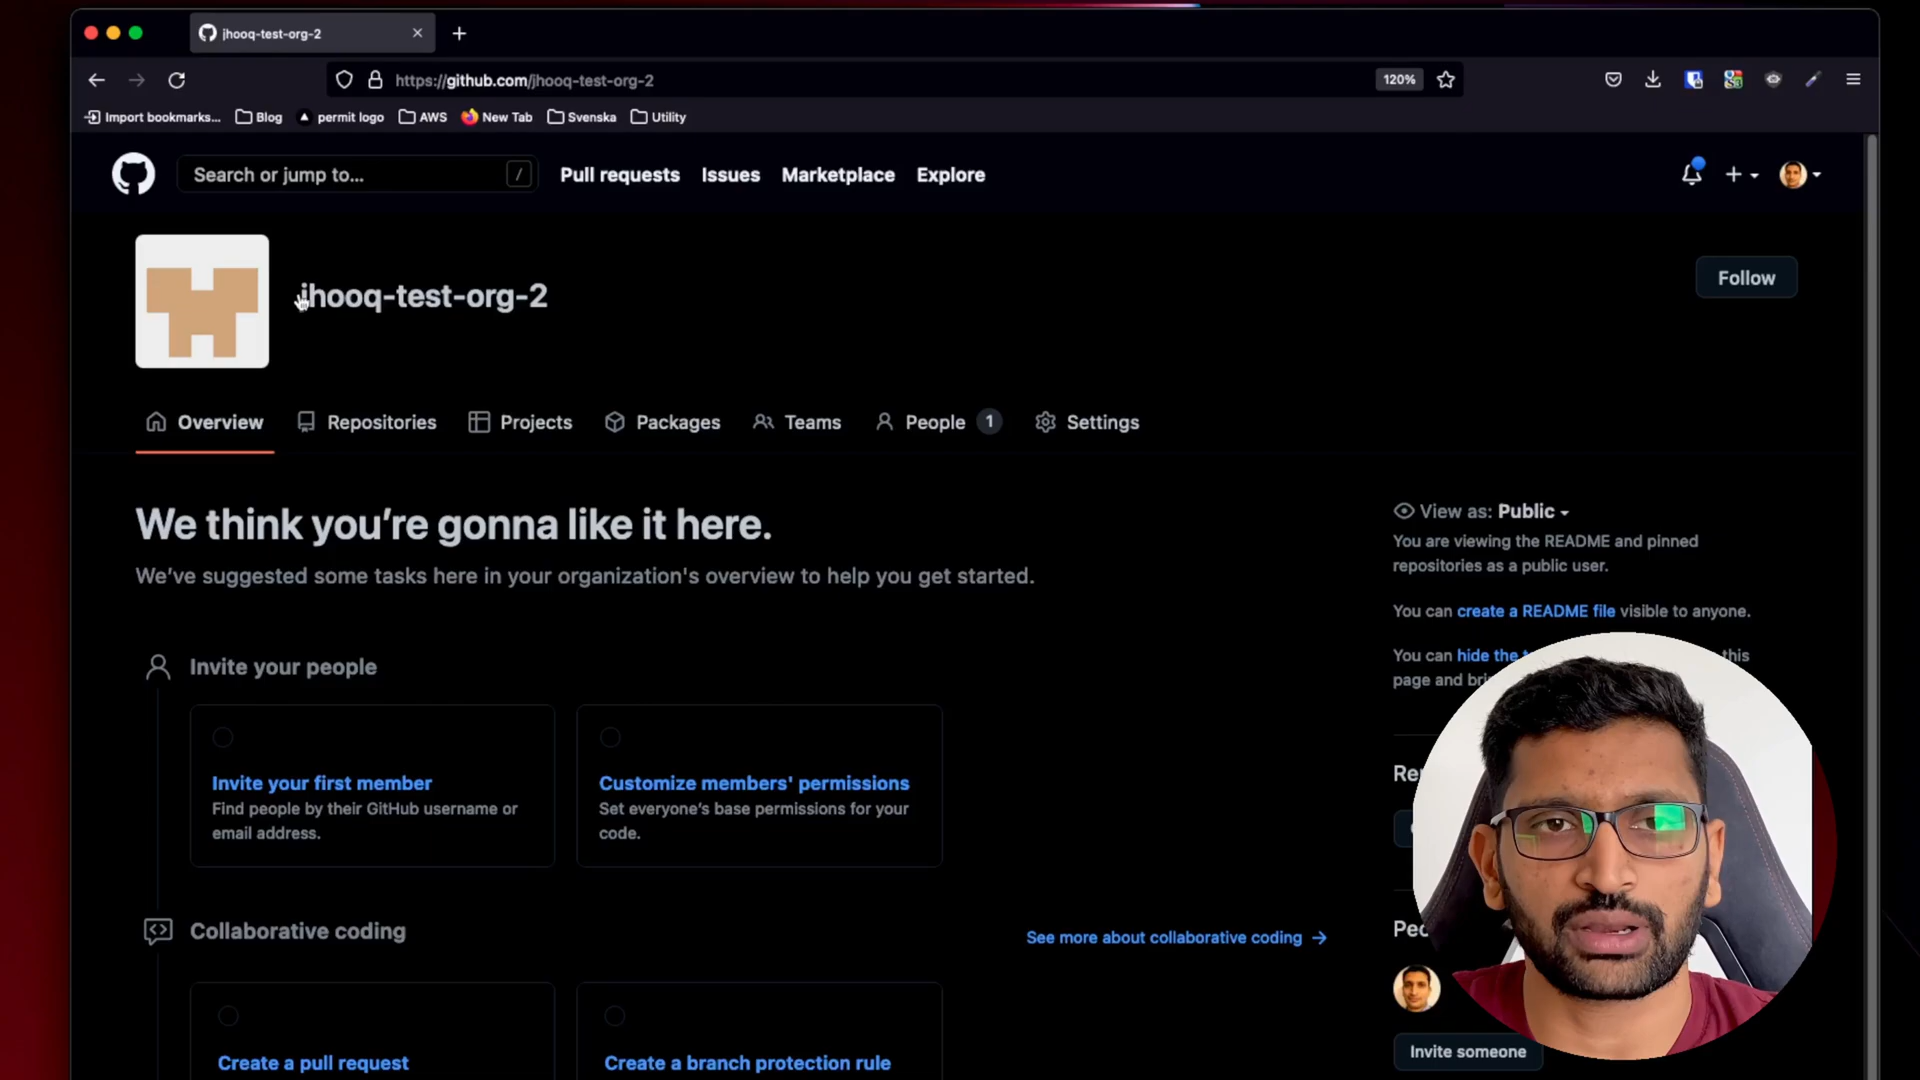 jhooq-test-org-2
https://github.com/jhooq-test-org-2
120%
Import bookmarks...
Blog
permit logo
AWS
New Tab
Svenska
Utility
Search or jump to...
/
Pull requests
Issues
Marketplace
Explore
jhooq-test-org-2
Follow
Overview
Repositories
Projects
Packages
Teams
People 1
Settings
We think you're gonna like it here.
We've suggested some tasks here in your organization's overview to help you get started.
View as: Public
You are viewing the README and pinned
repositories as a public user.
You can create a README file visible to anyone.
You can hide the this
page and
Invite your people
Invite your first member
Find people by their GitHub username or
email address.
Customize members' permissions
Set everyone's base permissions for your
code.
Collaborative coding
See more about collaborative coding →
Create a pull request
Create a branch protection rule
Invite someone